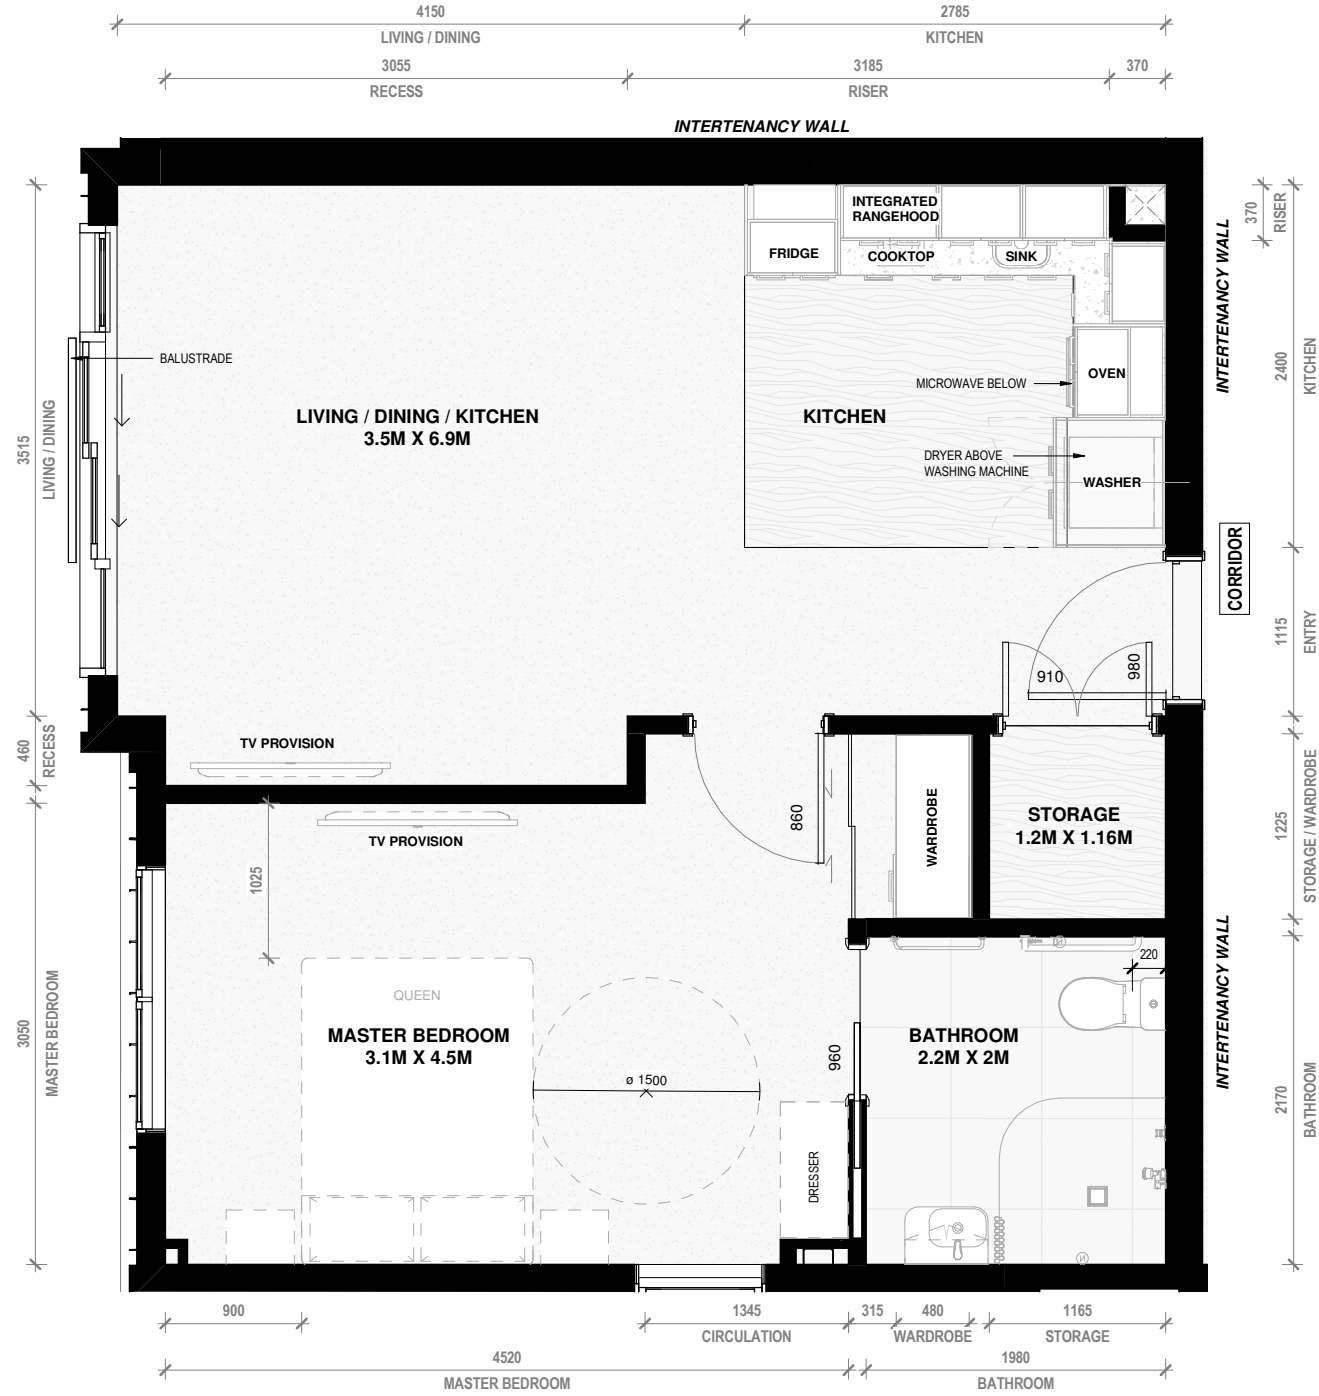 4150
2785
LIVING / DINING
KITCHEN
3055
3185
370
RECESS
RISER
INTERTENANCY WALL
INTEGRATED
RANGEHOOD
FRIDGE
COOKTOP
SINK
370
RISER
INTERTENANCY WALL
BALUSTRADE
OVEN
MICROWAVE BELOW
2400
KITCHEN
LIVING / DINING / KITCHEN
3.5M X 6.9M
KITCHEN
3515
LIVING / DINING
DRYER ABOVE
WASHING MACHINE
WASHER
CORRIDOR
1115
ENTRY
910
980
460
RECESS
TV PROVISION
860
WARDROBE
STORAGE
1.2M X 1.16M
1225
STORAGE / WARDROBE
TV PROVISION
1025
220
INTERTENANCY WALL
QUEEN
MASTER BEDROOM
3.1M X 4.5M
BATHROOM
2.2M X 2M
960
3050
MASTER BEDROOM
ø 1500
2170
BATHROOM
DRESSER
N
N
900
1345
315
480
1165
CIRCULATION
WARDROBE
STORAGE
4520
1980
MASTER BEDROOM
BATHROOM